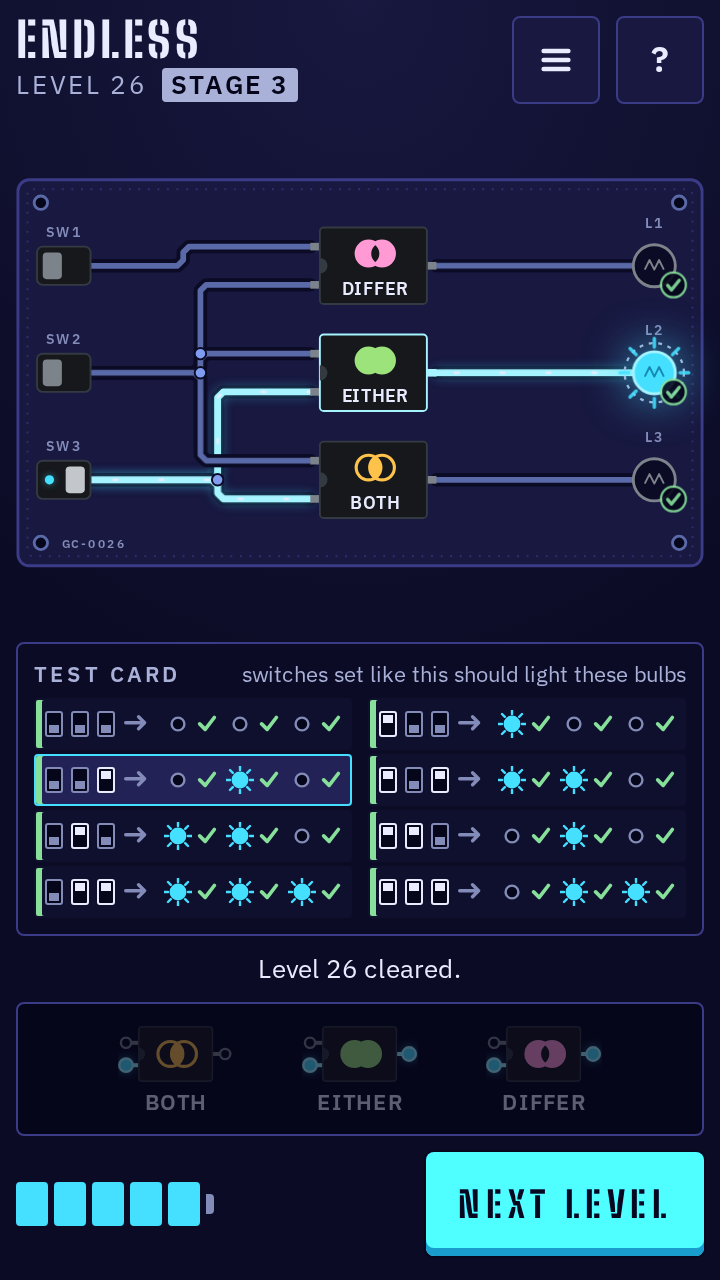 ENDLESS
LEVEL 26 STAGE 3
?
SW1
L1
DIFFER
SW2
L2
EITHER
SW3
L3
BOTH
GC-0026
TEST CARD switches set like this should light these bulbs
Level 26 cleared.
BOTH EITHER DIFFER
NEXT LEVEL